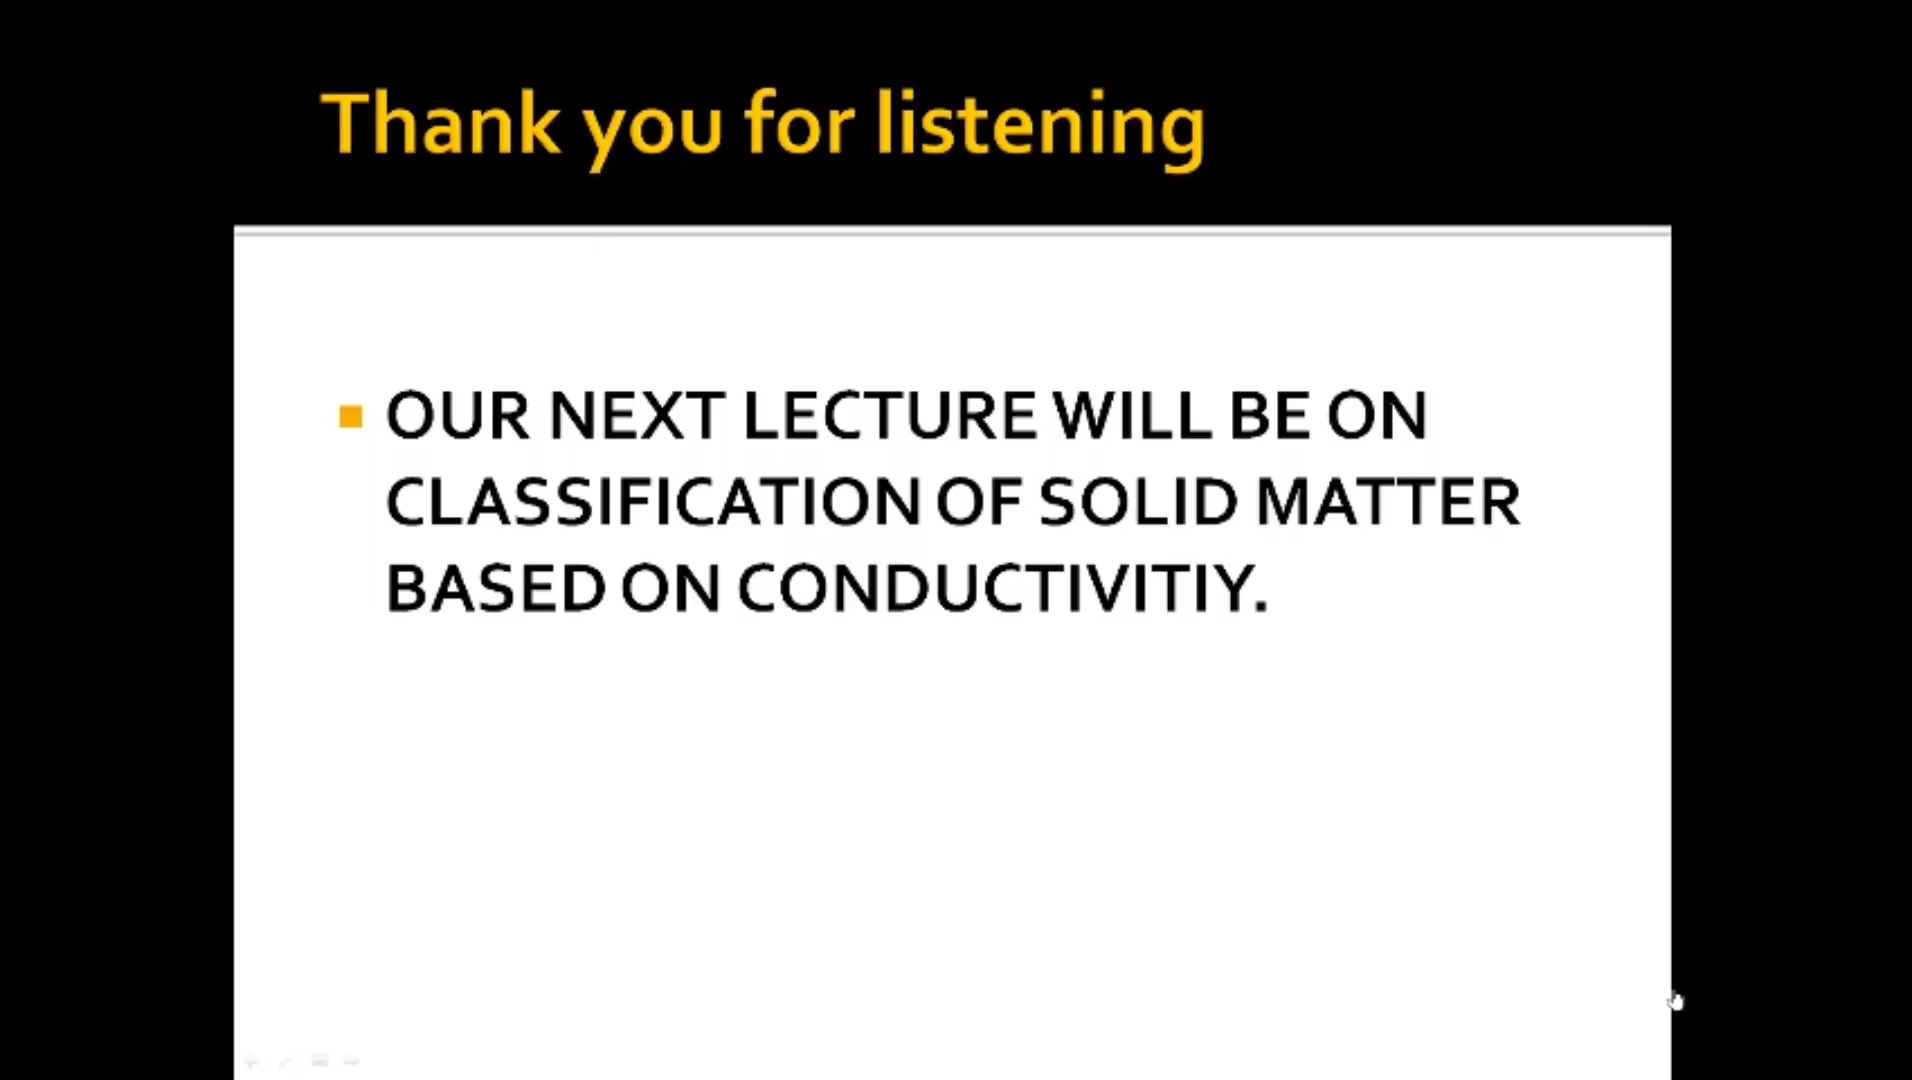 Thank you for listening
OUR NEXT LECTURE WILL BE ON
CLASSIFICATION OF SOLID MATTER
BASED ON CONDUCTIVITIY.